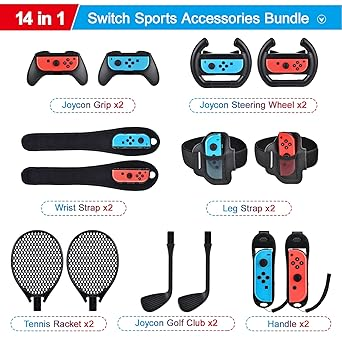 14 in 1 Switch Sports Accessories Bundle
Joycon Grip x2
Joycon Steering Wheel x2
Wrist Strap x2
Leg Strap x2
Tennis Racket x2
Joycon Golf Club x2
Handle x2